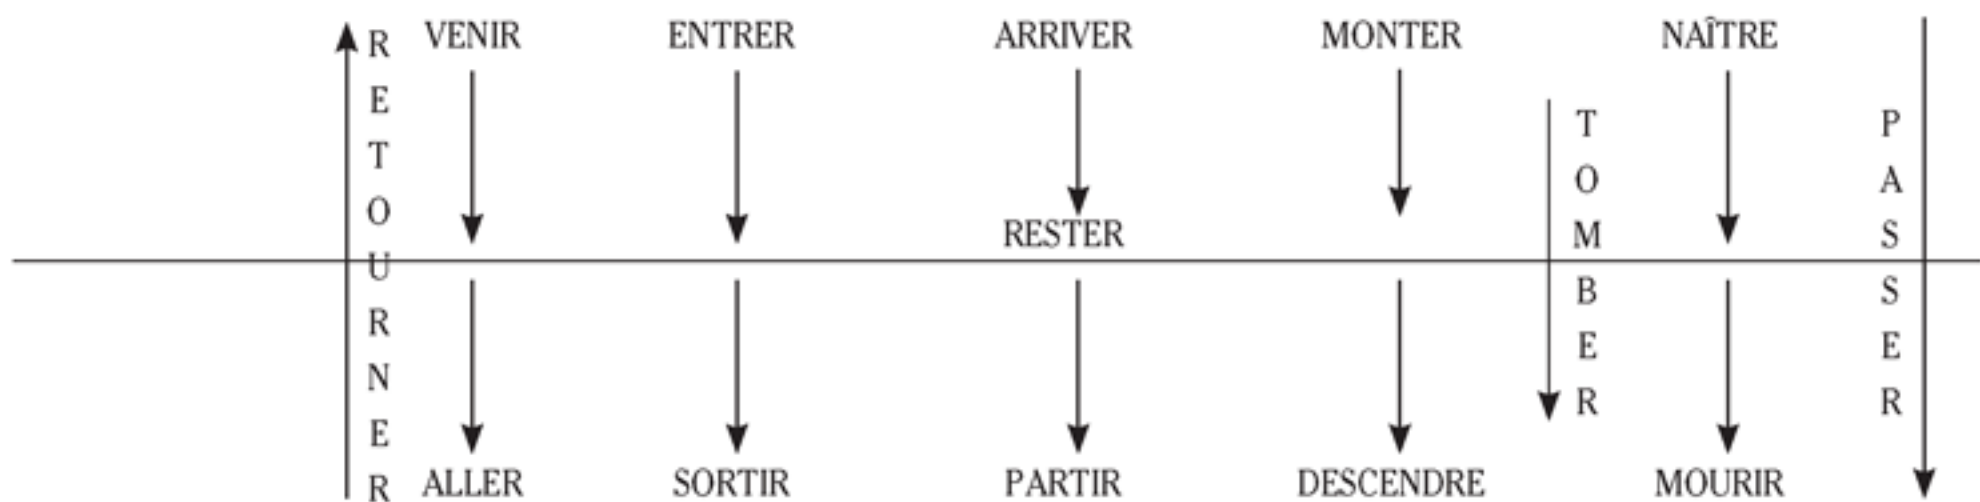 RETOURNER
VENIR
ENTRER
ARRIVER
MONTER
NAÎTRE
TOMBER
PASSER
RESTER
ALLER
SORTIR
PARTIR
DESCENDRE
MOURIR